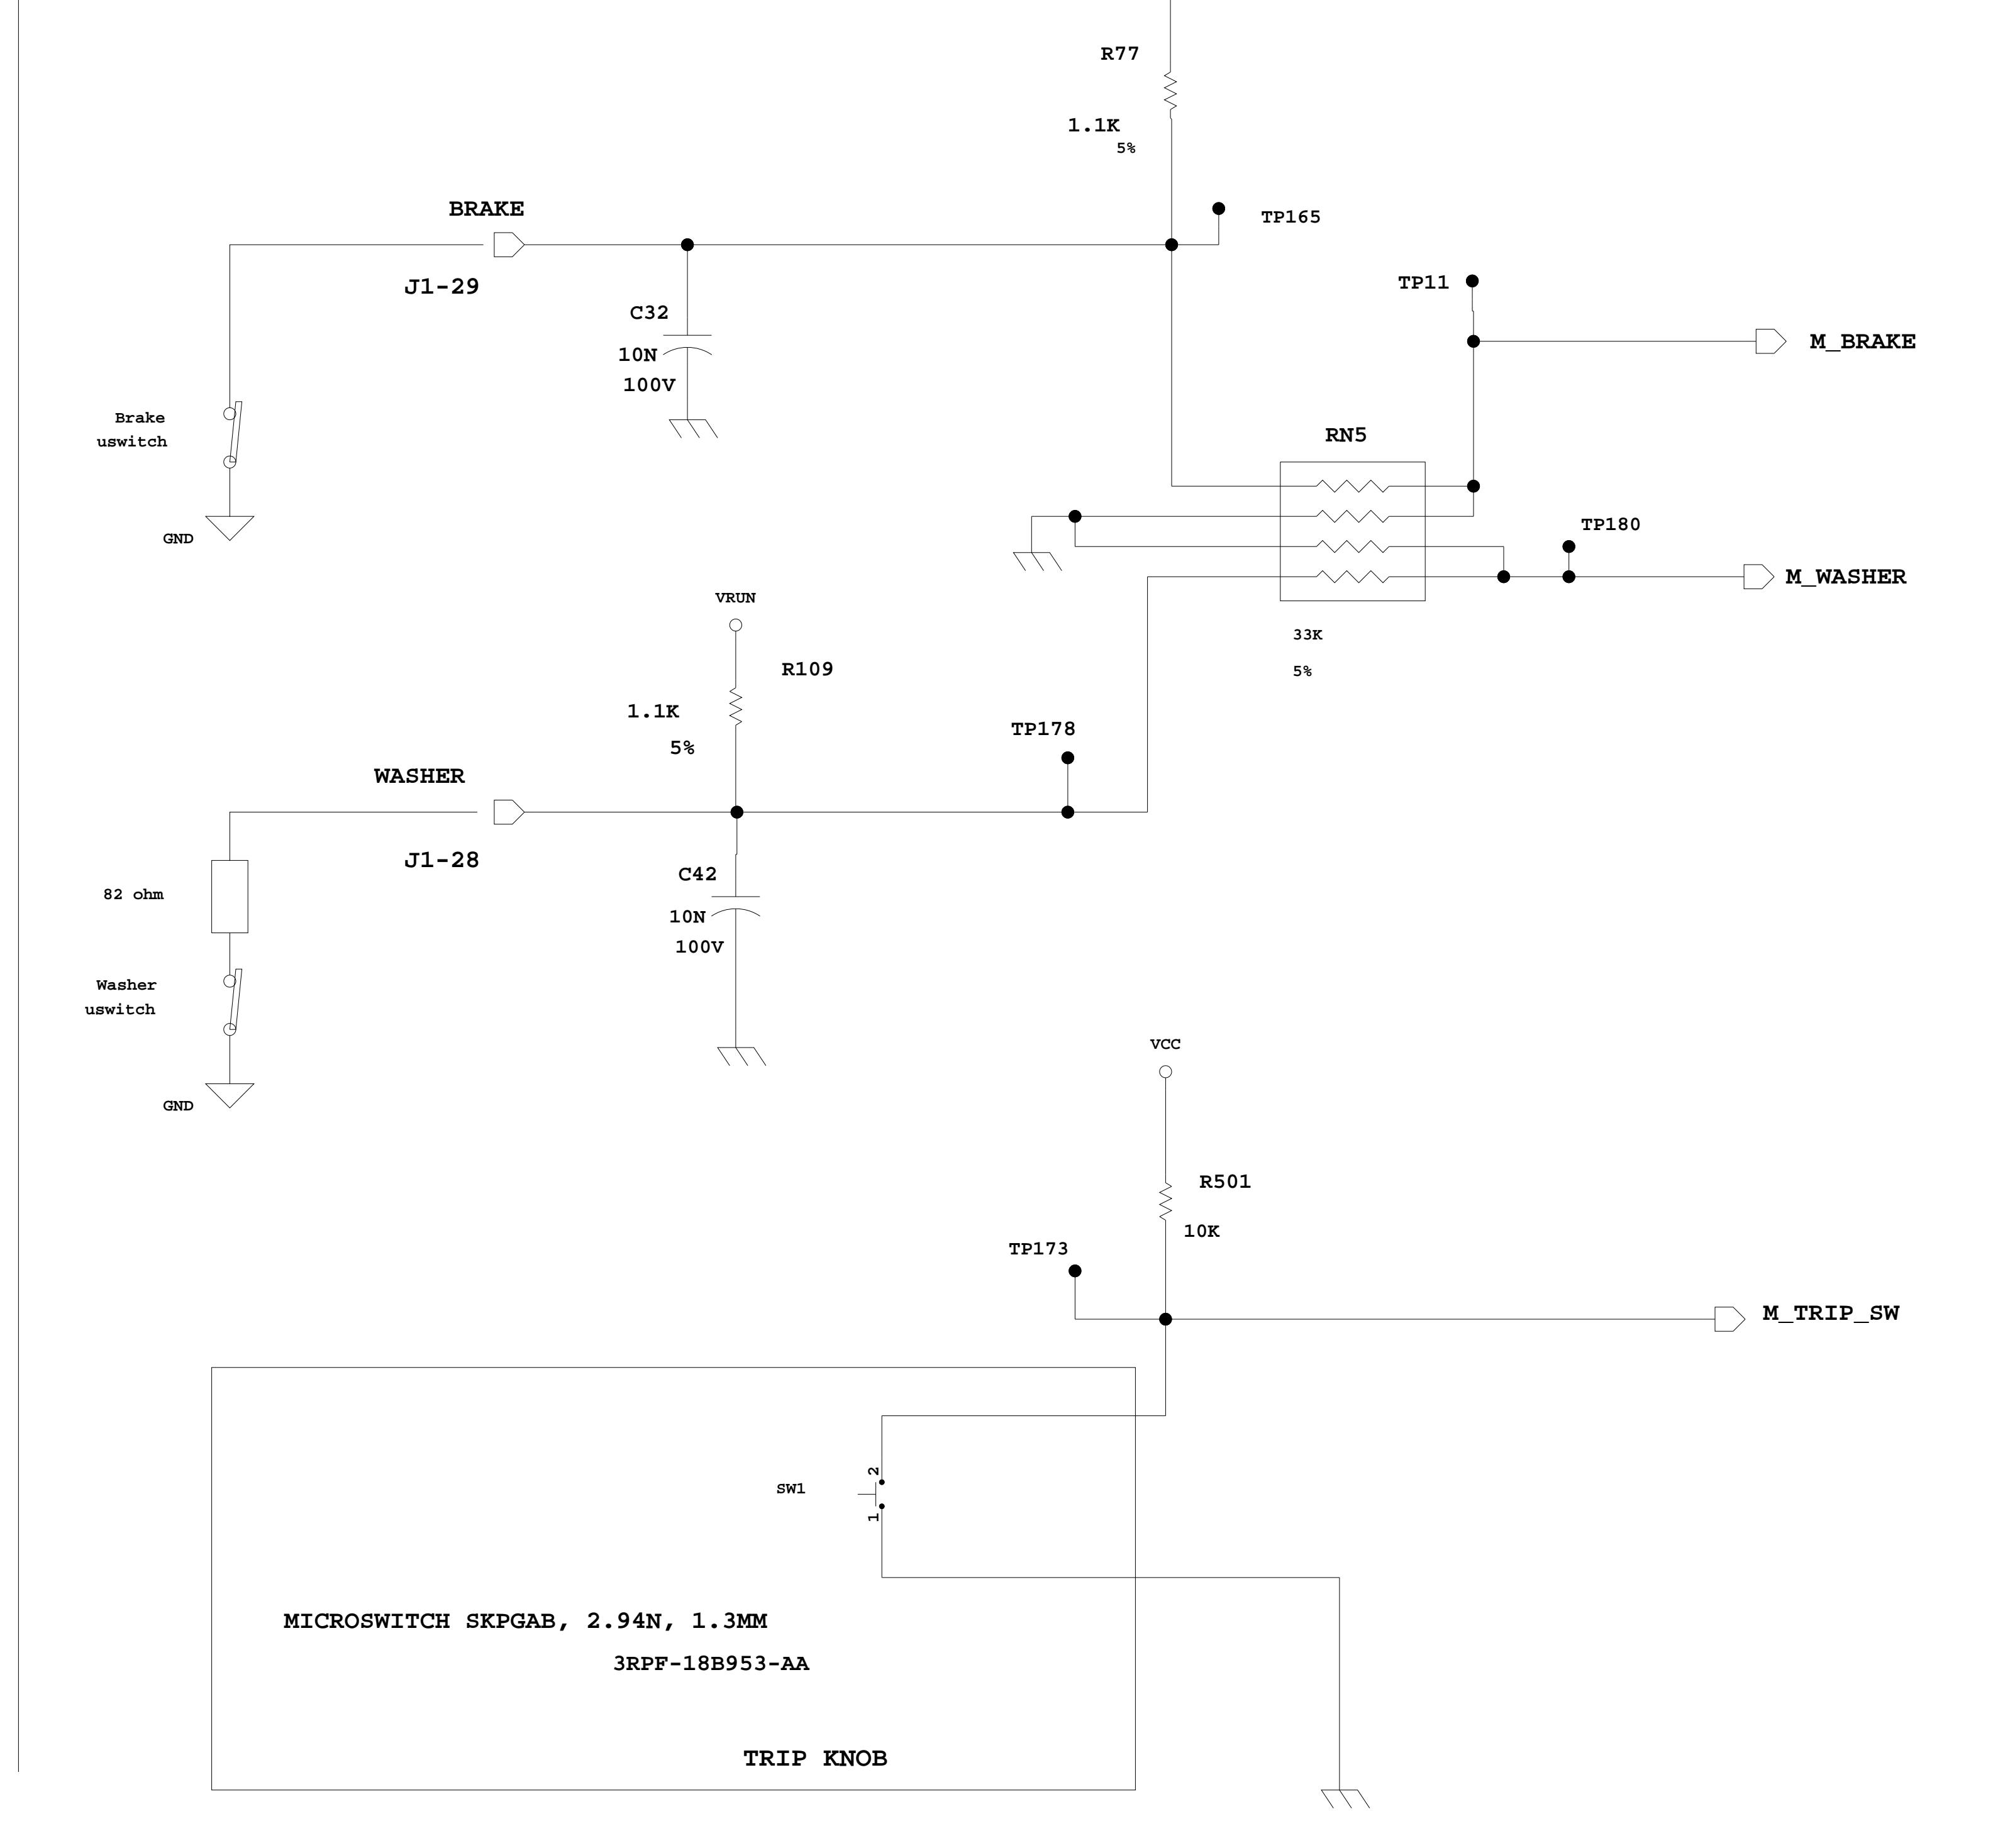 R77
1.1K
5%
BRAKE
TP165
J1-29
TP11
C32
M_BRAKE
10N
100V
Brake
uswitch
RN5
TP180
GND
M_WASHER
VRUN
33K
R109
5%
1.1K
TP178
5%
WASHER
J1-28
C42
82 ohm
10N
100V
Washer
uswitch
VCC
GND
R501
10K
TP173
M_TRIP_SW
2
SW1
1
MICROSWITCH SKPGAB, 2.94N, 1.3MM
3RPF-18B953-AA
TRIP KNOB